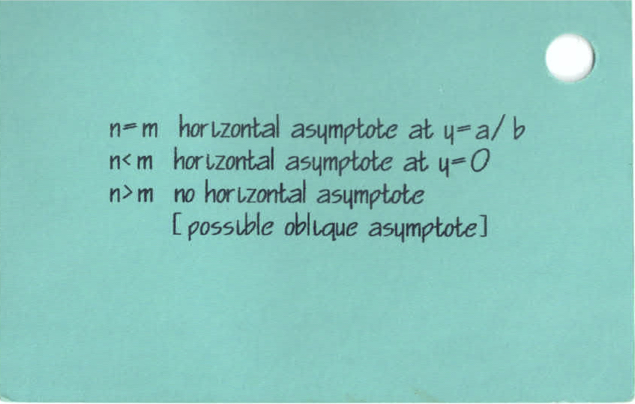 n=m horizontal asymptote at y=a/b
n<m horizontal asymptote at y=0
n>m no horizontal asymptote
[possible oblique asymptote]